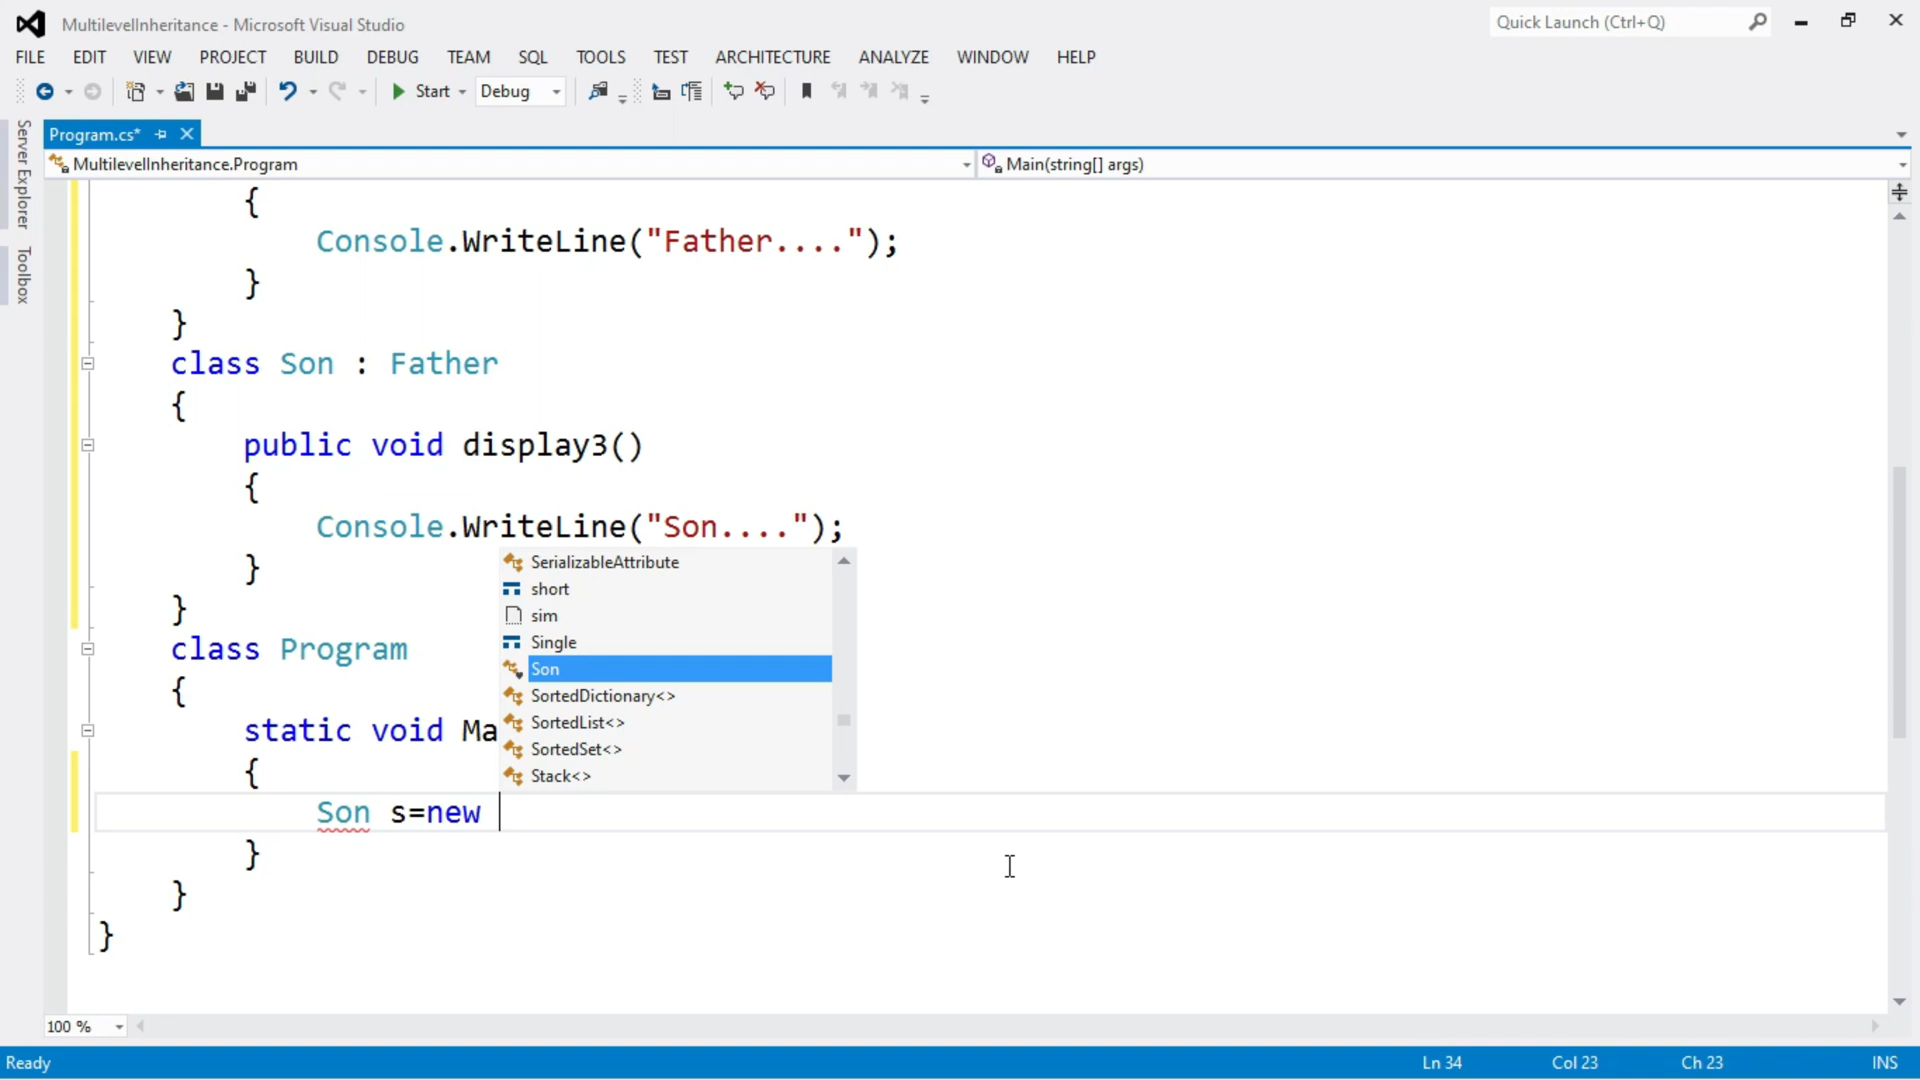 MultilevelInheritance - Microsoft Visual Studio
Quick Launch (Ctrl+Q)
FILE EDIT VIEW PROJECT BUILD DEBUG TEAM SQL TOOLS TEST ARCHITECTURE ANALYZE WINDOW HELP
Start Debug
Server Explorer
Toolbox
Program.cs*
MultilevelInheritance.Program
Main(string[] args)
{
Console.WriteLine("Father....");
}
}
class Son : Father
{
public void display3()
{
Console.WriteLine("Son....");
}
}
class Program
{
static void Ma
{
Son s=new
}
}
}
SerializableAttribute
short
sim
Single
Son
SortedDictionary<>
SortedList<>
SortedSet<>
Stack<>
100 %
Ready
Ln 34 Col 23 Ch 23 INS